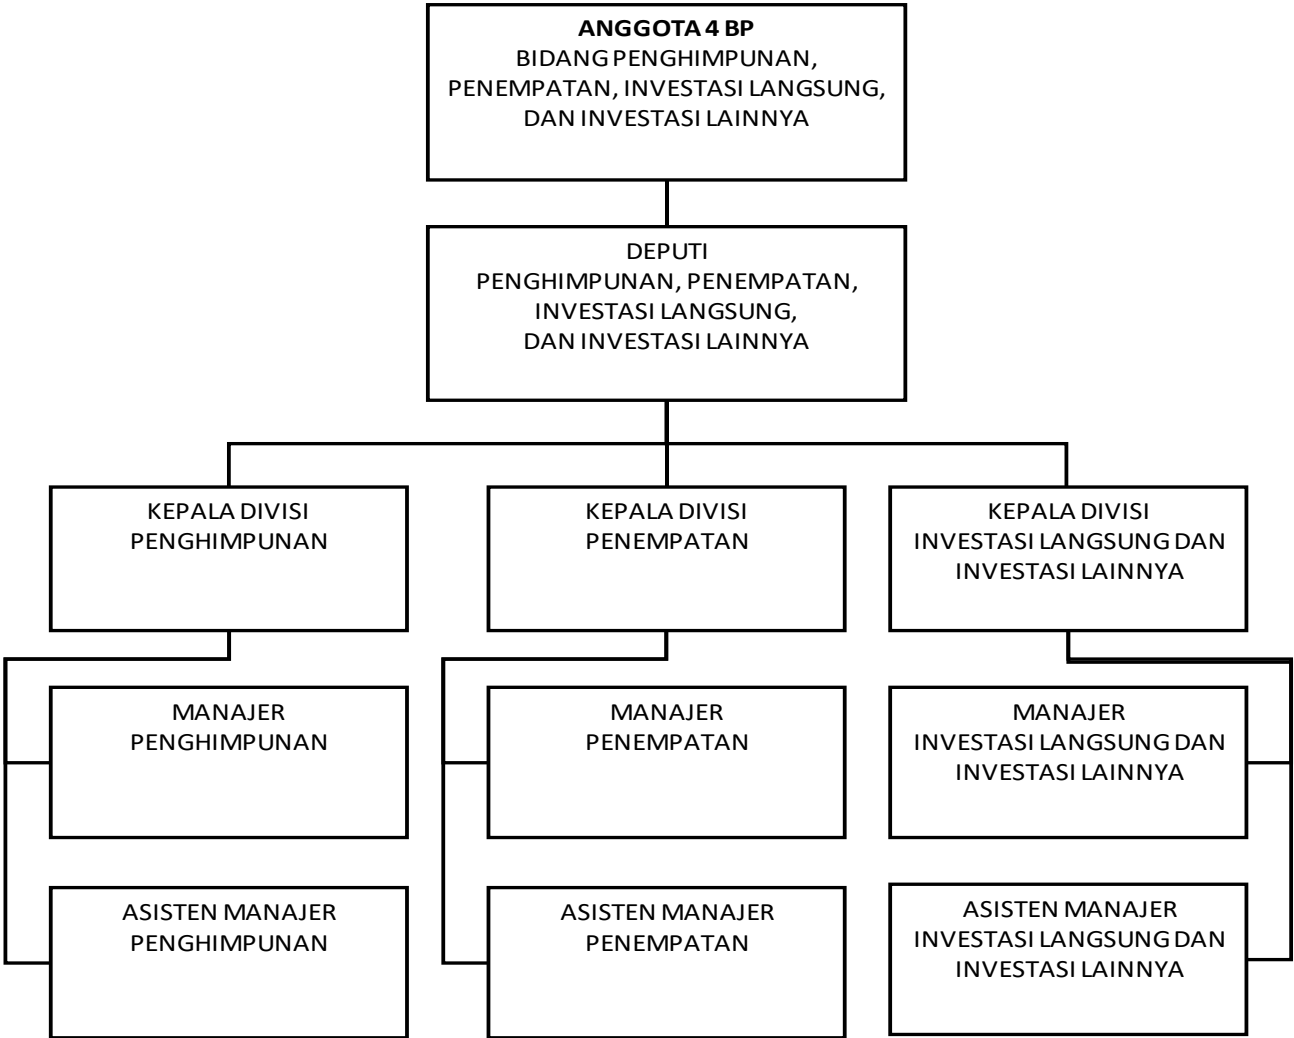 ANGGOTA 4 BP
BIDANG PENGHIMPUNAN,
PENEMPATAN, INVESTASI LANGSUNG,
DAN INVESTASI LAINNYA
DEPUTI
PENGHIMPUNAN, PENEMPATAN,
INVESTASI LANGSUNG,
DAN INVESTASI LAINNYA
KEPALA DIVISI
PENGHIMPUNAN
KEPALA DIVISI
PENEMPATAN
KEPALA DIVISI
INVESTASI LANGSUNG DAN
INVESTASI LAINNYA
MANAJER
PENGHIMPUNAN
MANAJER
PENEMPATAN
MANAJER
INVESTASI LANGSUNG DAN
INVESTASI LAINNYA
ASISTEN MANAJER
PENGHIMPUNAN
ASISTEN MANAJER
PENEMPATAN
ASISTEN MANAJER
INVESTASI LANGSUNG DAN
INVESTASI LAINNYA